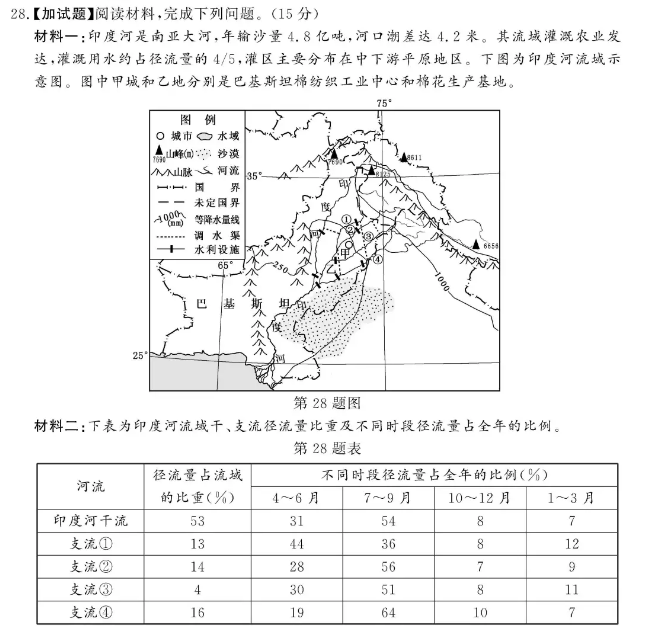 28.【加试题】阅读材料,完成下列问题。(15分)
材料一:印度河是南亚大河,年输沙量4.8亿吨,河口潮差达4.2米。其流域灌溉农业发
达,灌溉用水约占径流量的4/5,灌区主要分布在中下游平原地区。下图为印度河流域示
意图。图中甲城和乙地分别是巴基斯坦棉纺织工业中心和棉花生产基地。
75°
图 例
城市 水域
山峰(m) 沙漠
7690
山脉 河流
国 界
未定国界
1000(mm) 等降水量线
调 水 渠
水利设施
35°
7690
8125
8611
6656
印
度
河
①
②
③
④
甲
250
1000
65°
巴 基 斯 坦
印
度
河
25°
第28题图
材料二:下表为印度河流域干、支流径流量比重及不同时段径流量占全年的比例。
第28题表
河流 径流量占流域的比重(%) 不同时段径流量占全年的比例(%)
4～6月 7～9月 10～12月 1～3月
印度河干流 53 31 54 8 7
支流① 13 44 36 8 12
支流② 14 28 56 7 9
支流③ 4 30 51 8 11
支流④ 16 19 64 10 7